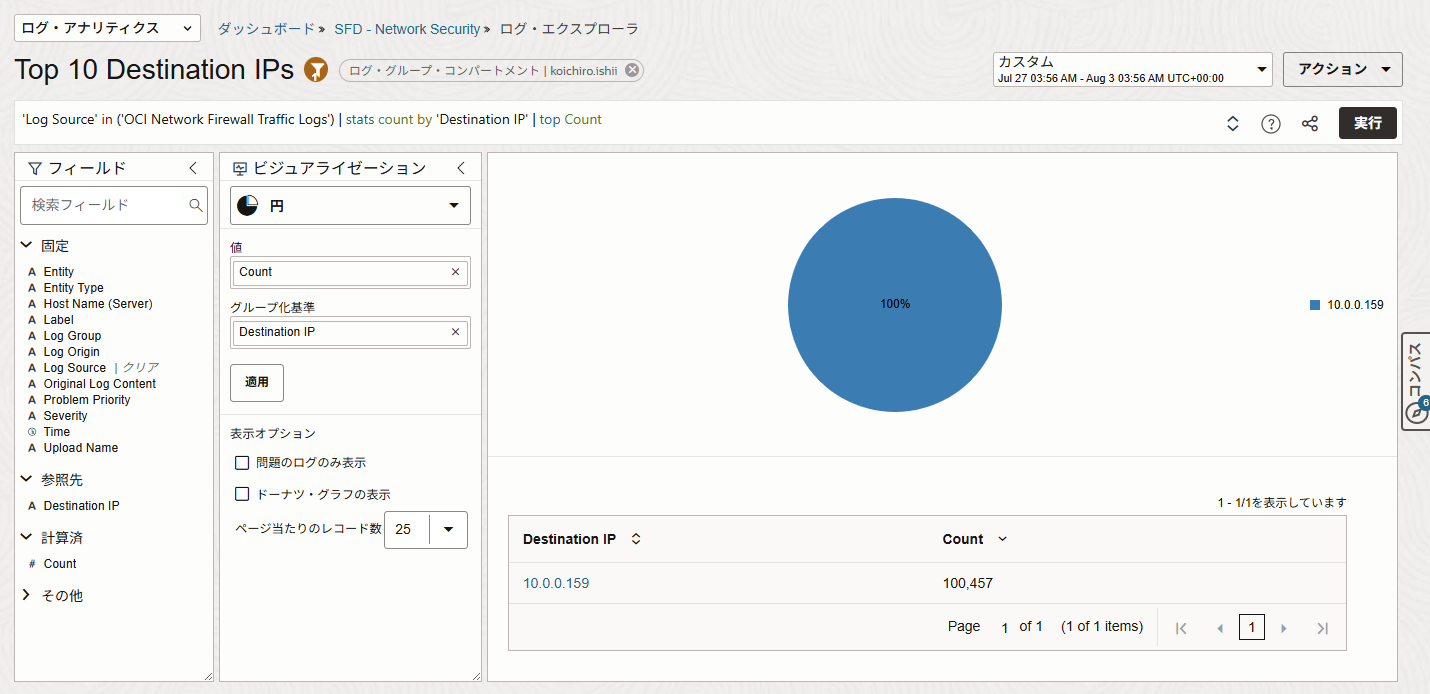 ログ・アナリティクス
ダッシュボード » SFD - Network Security » ログ・エクスプローラ
Top 10 Destination IPs
ログ・グループ・コンパートメント | koichiro.ishii
カスタム
Jul 27 03:56 AM - Aug 3 03:56 AM UTC+00:00
アクション
'Log Source' in ('OCI Network Firewall Traffic Logs') | stats count by 'Destination IP' | top Count
実行
フィールド
検索フィールド
固定
A Entity
A Entity Type
A Host Name (Server)
A Label
A Log Group
A Log Origin
A Log Source | クリア
A Original Log Content
A Problem Priority
A Severity
Time
A Upload Name
参照先
A Destination IP
計算済
# Count
その他
ビジュアライゼーション
円
値
Count
グループ化基準
Destination IP
適用
表示オプション
問題のログのみ表示
ドーナツ・グラフの表示
ページ当たりのレコード数 25
100%
10.0.0.159
コンパス
6
1 - 1/1を表示しています
Destination IP Count
10.0.0.159 100,457
Page 1 of 1 (1 of 1 items) 1